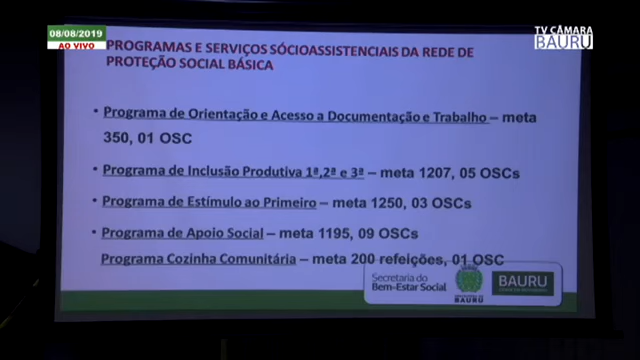 08/08/2019
AO VIVO
TV CÂMARA
BAURU
PROGRAMAS E SERVIÇOS SÓCIOASSISTENCIAIS DA REDE DE
PROTEÇÃO SOCIAL BÁSICA
• Programa de Orientação e Acesso a Documentação e Trabalho – meta
350, 01 OSC
• Programa de Inclusão Produtiva 1ª,2ª e 3ª – meta 1207, 05 OSCs
• Programa de Estímulo ao Primeiro – meta 1250, 03 OSCs
• Programa de Apoio Social – meta 1195, 09 OSCs
Programa Cozinha Comunitária – meta 200 refeições, 01 OSC
Secretaria do
Bem-Estar Social
BAURU
BAURU